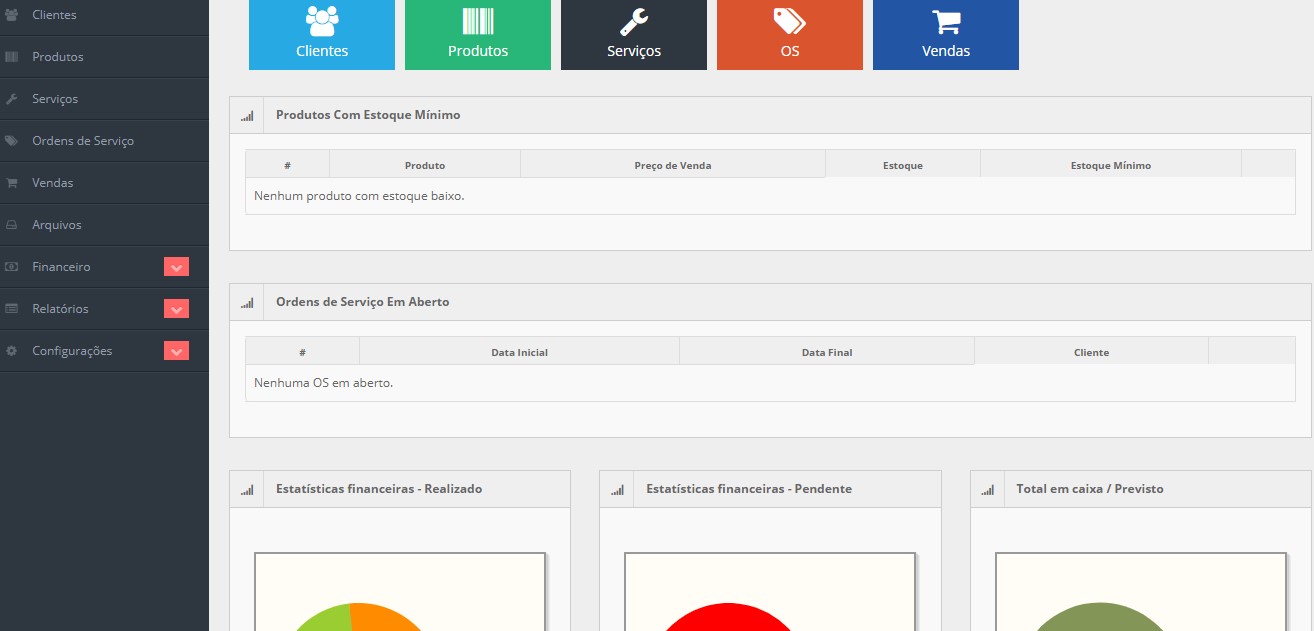 Clientes
Produtos
Serviços
Ordens de Serviço
Vendas
Arquivos
Financeiro
Relatórios
Configurações
Clientes Produtos Serviços OS Vendas
Produtos Com Estoque Mínimo
# Produto Preço de Venda Estoque Estoque Mínimo
Nenhum produto com estoque baixo.
Ordens de Serviço Em Aberto
# Data Inicial Data Final Cliente
Nenhuma OS em aberto.
Estatísticas financeiras - Realizado
Estatísticas financeiras - Pendente
Total em caixa / Previsto